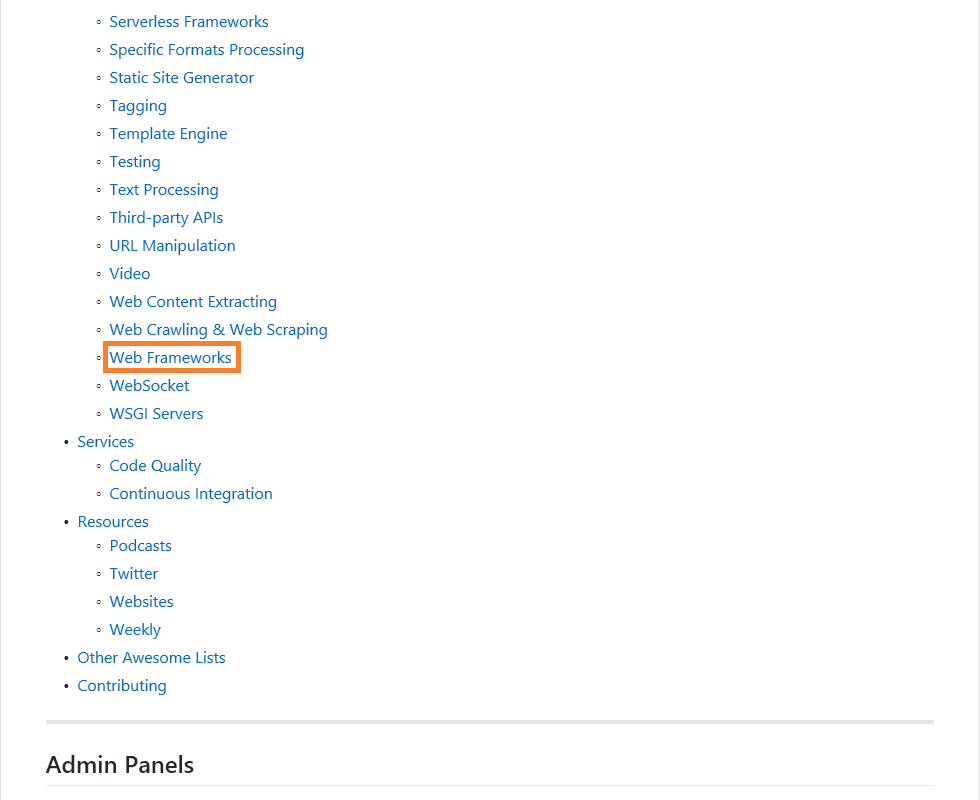 Serverless Frameworks
Specific Formats Processing
Static Site Generator
Tagging
Template Engine
Testing
Text Processing
Third-party APIs
URL Manipulation
Video
Web Content Extracting
Web Crawling & Web Scraping
Web Frameworks
WebSocket
WSGI Servers
Services
Code Quality
Continuous Integration
Resources
Podcasts
Twitter
Websites
Weekly
Other Awesome Lists
Contributing
Admin Panels